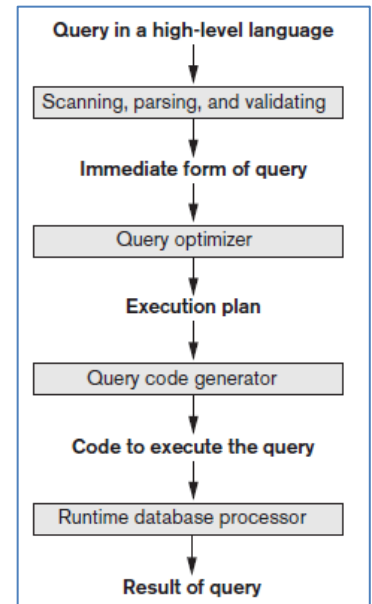 Query in a high-level language
Scanning, parsing, and validating
Immediate form of query
Query optimizer
Execution plan
Query code generator
Code to execute the query
Runtime database processor
Result of query